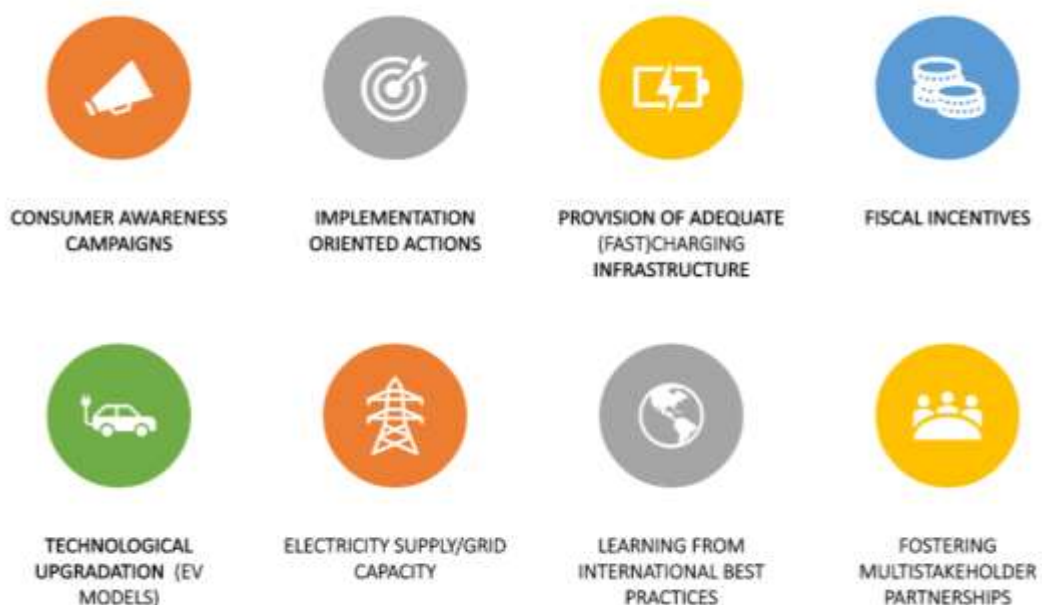 CONSUMER AWARENESS
CAMPAIGNS
IMPLEMENTATION
ORIENTED ACTIONS
PROVISION OF ADEQUATE
(FAST)CHARGING
INFRASTRUCTURE
FISCAL INCENTIVES
TECHNOLOGICAL
UPGRADATION (EV
MODELS)
ELECTRICITY SUPPLY/GRID
CAPACITY
LEARNING FROM
INTERNATIONAL BEST
PRACTICES
FOSTERING
MULTISTAKEHOLDER
PARTNERSHIPS